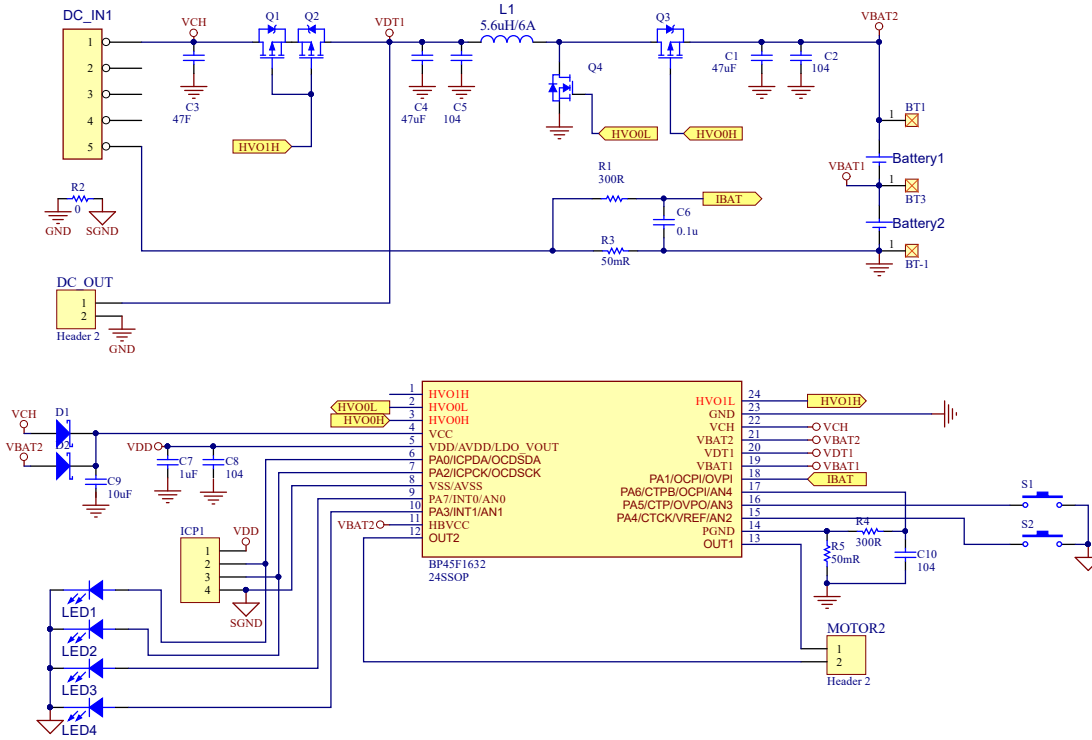 DC_IN1
1
2
3
4
5
VCH
C3
47F
Q1
Q2
HVO1H
VDT1
C4
47uF
C5
104
L1
5.6uH/6A
Q4
HVO0L
Q3
HVO0H
C1
47uF
C2
104
VBAT2
1
BT1
Battery1
VBAT1
1
BT3
Battery2
1
BT-1
R1
300R
C6
0.1u
IBAT
R3
50mR
R2
0
GND
SGND
DC_OUT
1
2
Header 2
GND
VCH
D1
VBAT2
D2
C9
10uF
VDD
C7
1uF
C8
104
HVO0L
HVO0H
1
2
3
4
5
6
7
8
9
10
11
12
HVO1H
HVO0L
HVO0H
VCC
VDD/AVDD/LDO_VOUT
PA0/ICPDA/OCDSDA
PA2/ICPCK/OCDSCK
VSS/AVSS
PA7/INT0/AN0
PA3/INT1/AN1
HBVCC
OUT2
VBAT2
HVO1L
GND
VCH
VBAT2
VDT1
VBAT1
PA1/OCPI/OVPI
PA6/CTPB/OCPI/AN4
PA5/CTP/OVPO/AN3
PA4/CTCK/VREF/AN2
PGND
OUT1
24
23
22
21
20
19
18
17
16
15
14
13
HVO1H
VCH
VBAT2
VDT1
VBAT1
IBAT
BP45F1632
24SSOP
S1
S2
R4
300R
R5
50mR
C10
104
MOTOR2
1
2
Header 2
ICP1
1
2
3
4
VDD
SGND
LED1
LED2
LED3
LED4